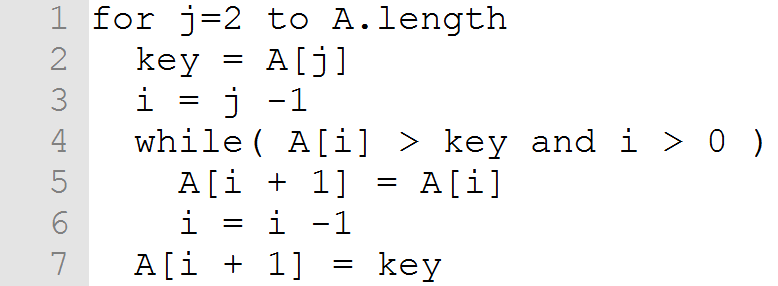 1 for j=2 to A.length
2   key = A[j]
3   i = j -1
4   while( A[i] > key and i > 0 )
5     A[i + 1] = A[i]
6     i = i -1
7   A[i + 1] = key